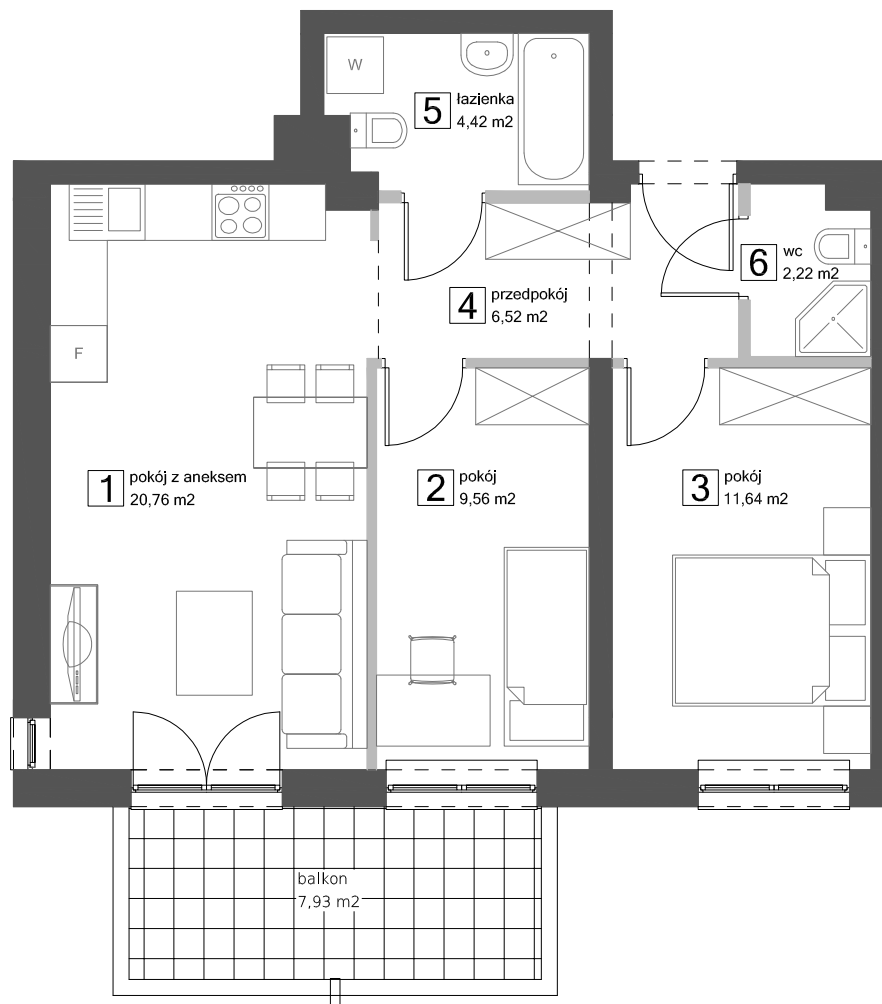 W
5
łazienka
4,42 m2
6
wc
2,22 m2
4
przedpokój
6,52 m2
F
1
pokój z aneksem
20,76 m2
2
pokój
9,56 m2
3
pokój
11,64 m2
balkon
7,93 m2